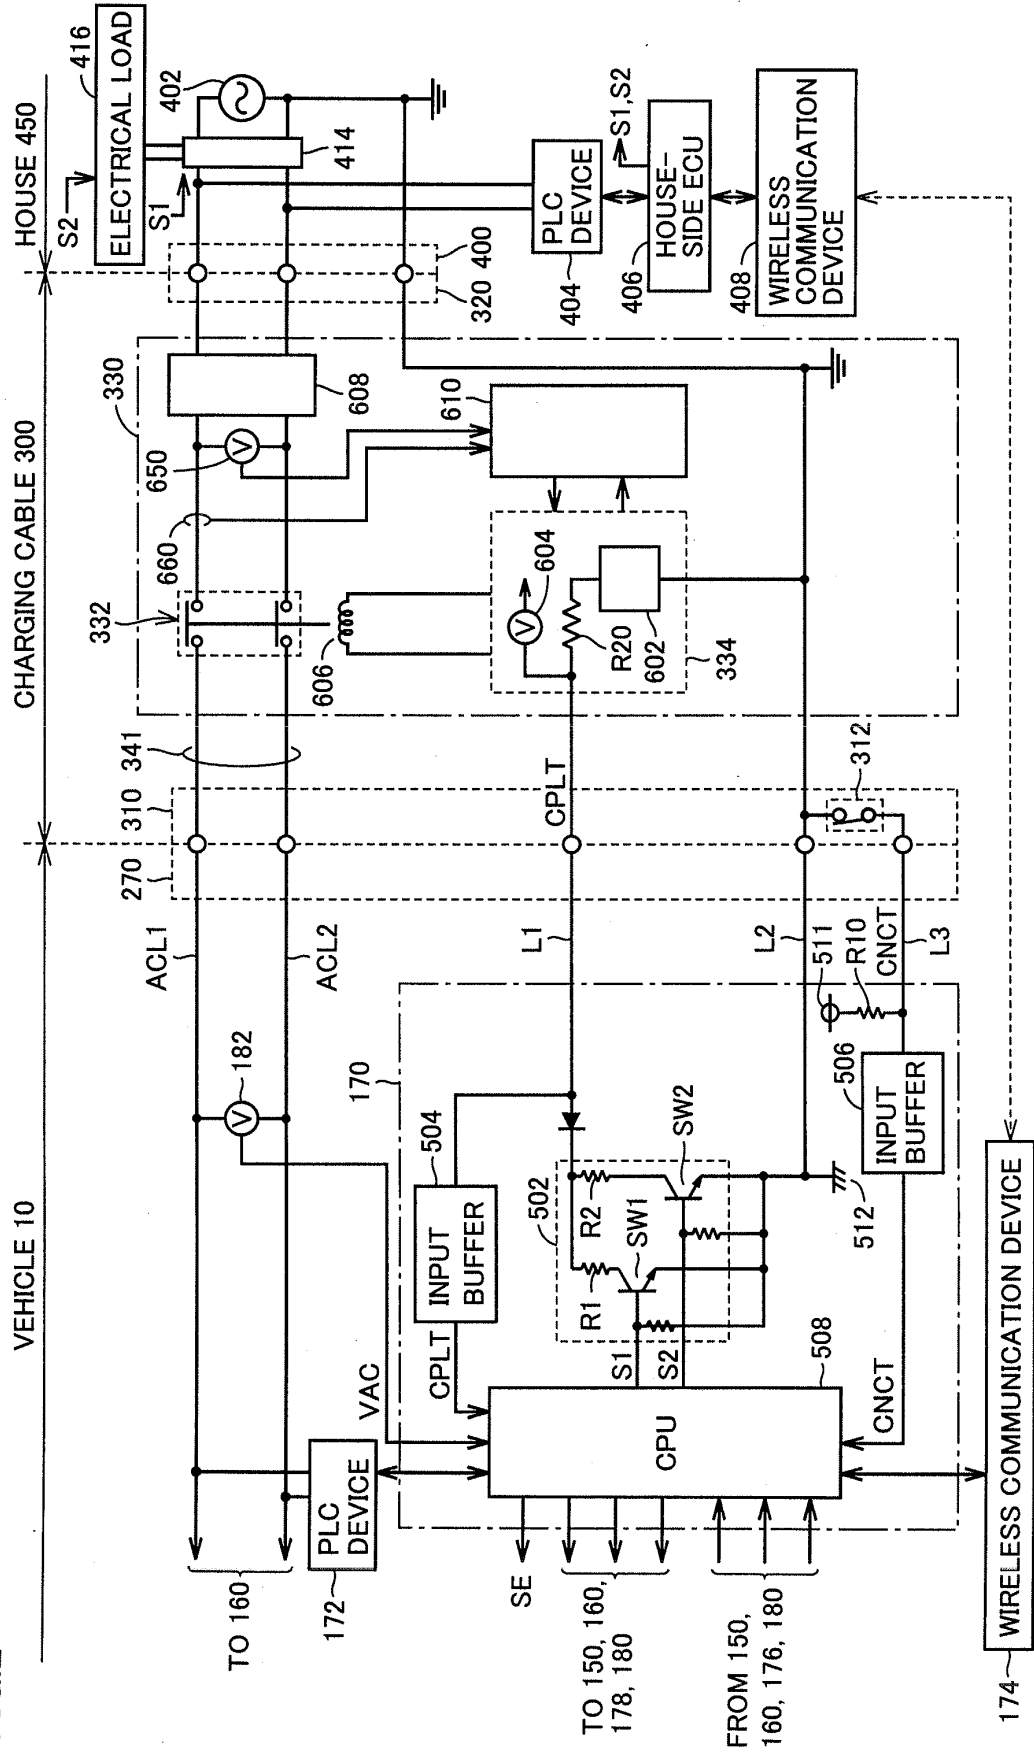 VEHICLE 10
CHARGING CABLE 300
HOUSE 450
S2
416
ELECTRICAL LOAD
S1
402
414
330
332
660
650
608
320
400
341
310
270
ACL1
ACL2
182
TO 160
PLC
DEVICE
172
VAC
170
CPLT
504
INPUT
BUFFER
606
610
604
R20
602
334
PLC
DEVICE
404
S1,S2
HOUSE-
SIDE ECU
406
408
WIRELESS
COMMUNICATION
DEVICE
CPLT
L1
502
R2
SW2
R1
SW1
S1
S2
SE
CPU
508
TO 150, 160,
178, 180
FROM 150,
160, 176, 180
L2
511
R10
CNCT
L3
312
512
506
INPUT
BUFFER
CNCT
WIRELESS COMMUNICATION DEVICE
174